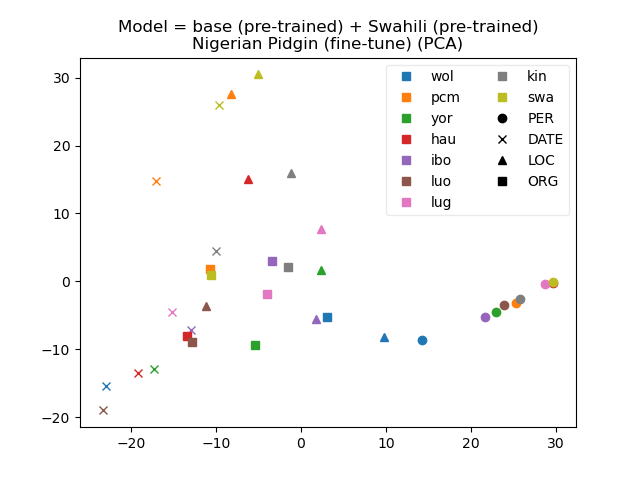 Model = base (pre-trained) + Swahili (pre-trained)
Nigerian Pidgin (fine-tune) (PCA)
30
20
10
0
−10
−20
−20
−10
0
10
20
30
wol
pcm
yor
hau
ibo
luo
lug
kin
swa
PER
DATE
LOC
ORG